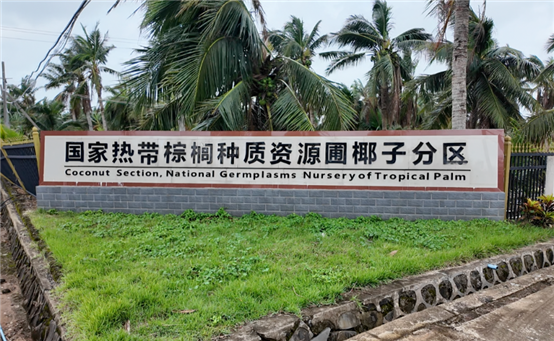 国家热带棕榈种质资源圃椰子分区
Coconut Section, National Germplasms Nursery of Tropical Palm